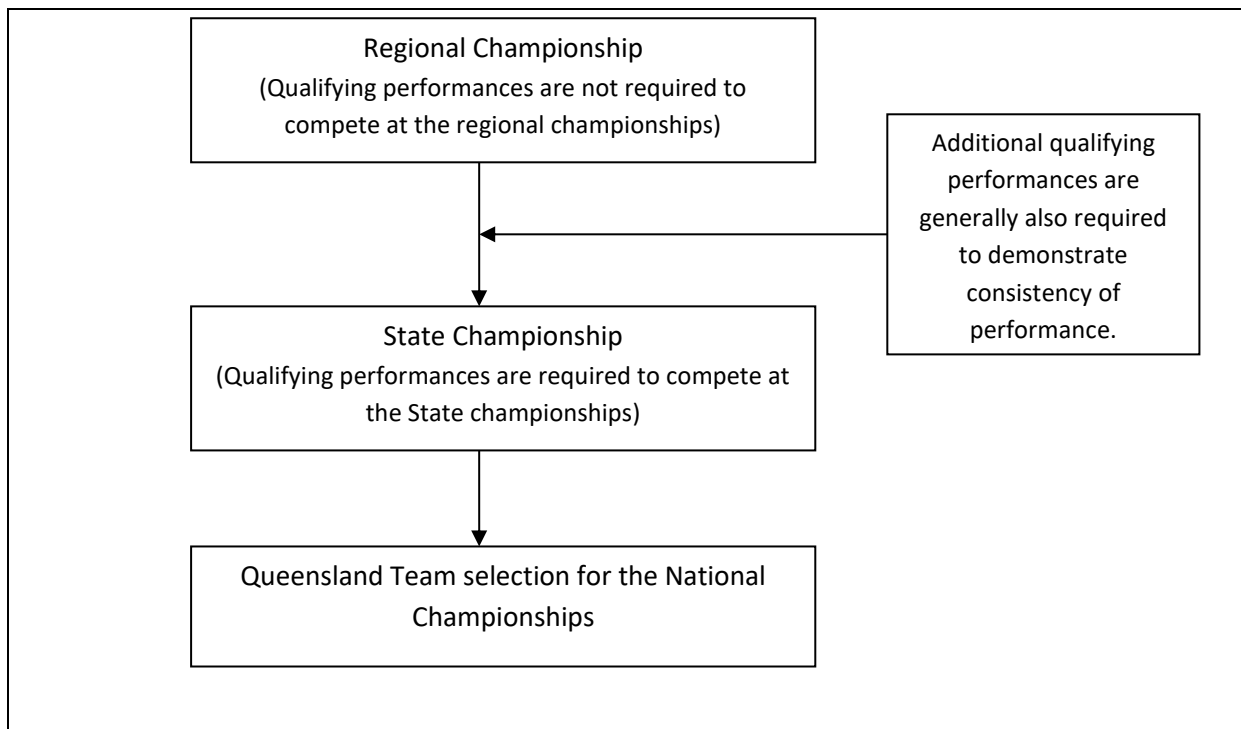 Regional Championship
(Qualifying performances are not required to
compete at the regional championships)
Additional qualifying
performances are
generally also required
to demonstrate
consistency of
performance.
State Championship
(Qualifying performances are required to compete at
the State championships)
Queensland Team selection for the National
Championships